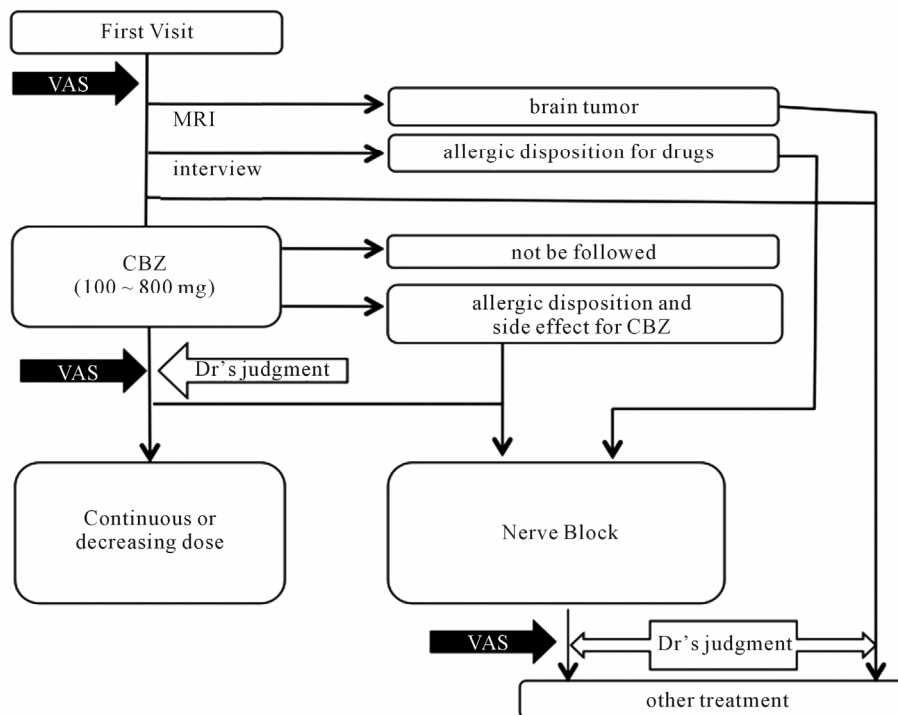 First Visit
VAS
MRI
brain tumor
interview
allergic disposition for drugs
CBZ
(100 ~ 800 mg)
not be followed
allergic disposition and
side effect for CBZ
VAS
Dr's judgment
Continuous or
decreasing dose
Nerve Block
VAS
Dr's judgment
other treatment